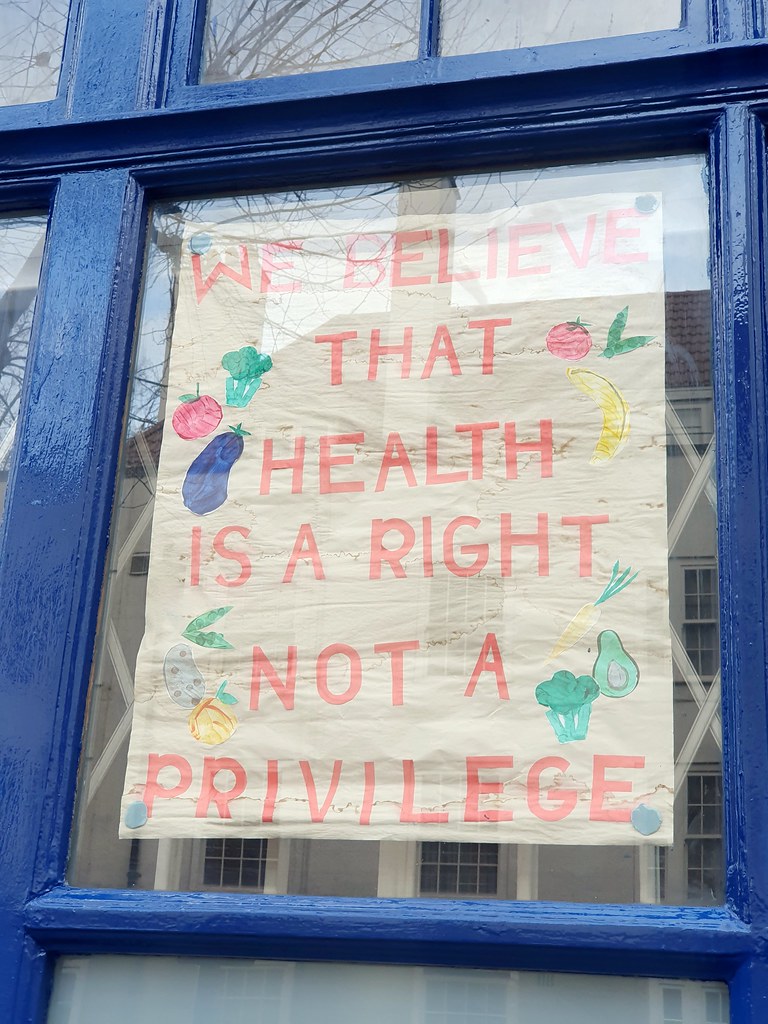 WE BELIEVE
THAT
HEALTH
IS A RIGHT
NOT A
PRIVILEGE